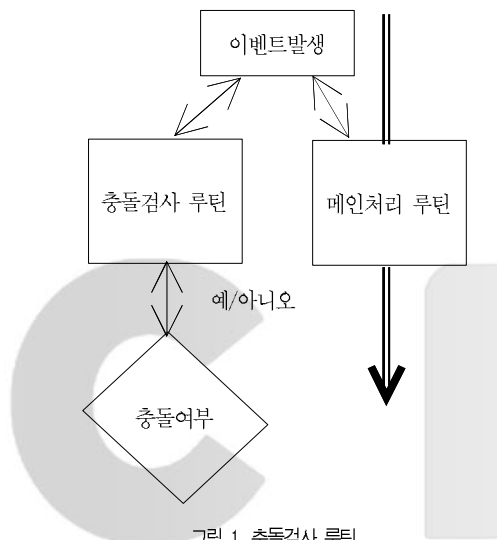 이벤트발생
충돌검사 루틴
메인처리 루틴
예/아니오
충돌여부
그림 1 충돌검사 루틴